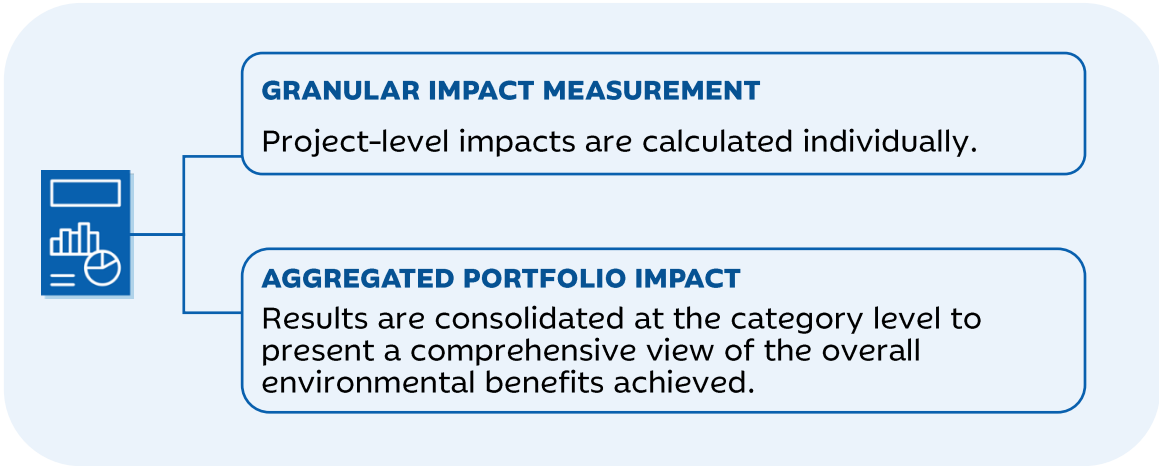 GRANULAR IMPACT MEASUREMENT
Project-level impacts are calculated individually.
AGGREGATED PORTFOLIO IMPACT
Results are consolidated at the category level to
present a comprehensive view of the overall
environmental benefits achieved.